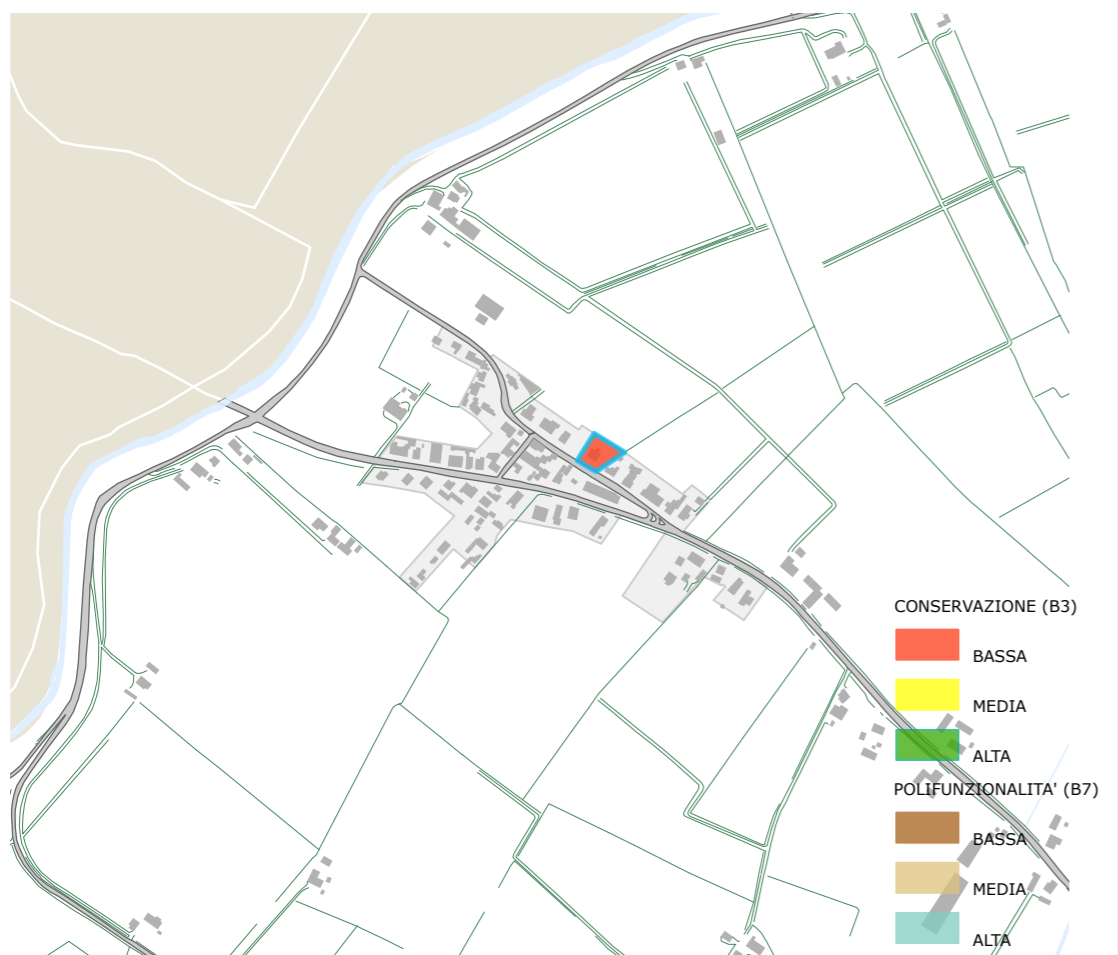 CONSERVAZIONE (B3)
BASSA
MEDIA
ALTA
POLIFUNZIONALITA' (B7)
BASSA
MEDIA
ALTA